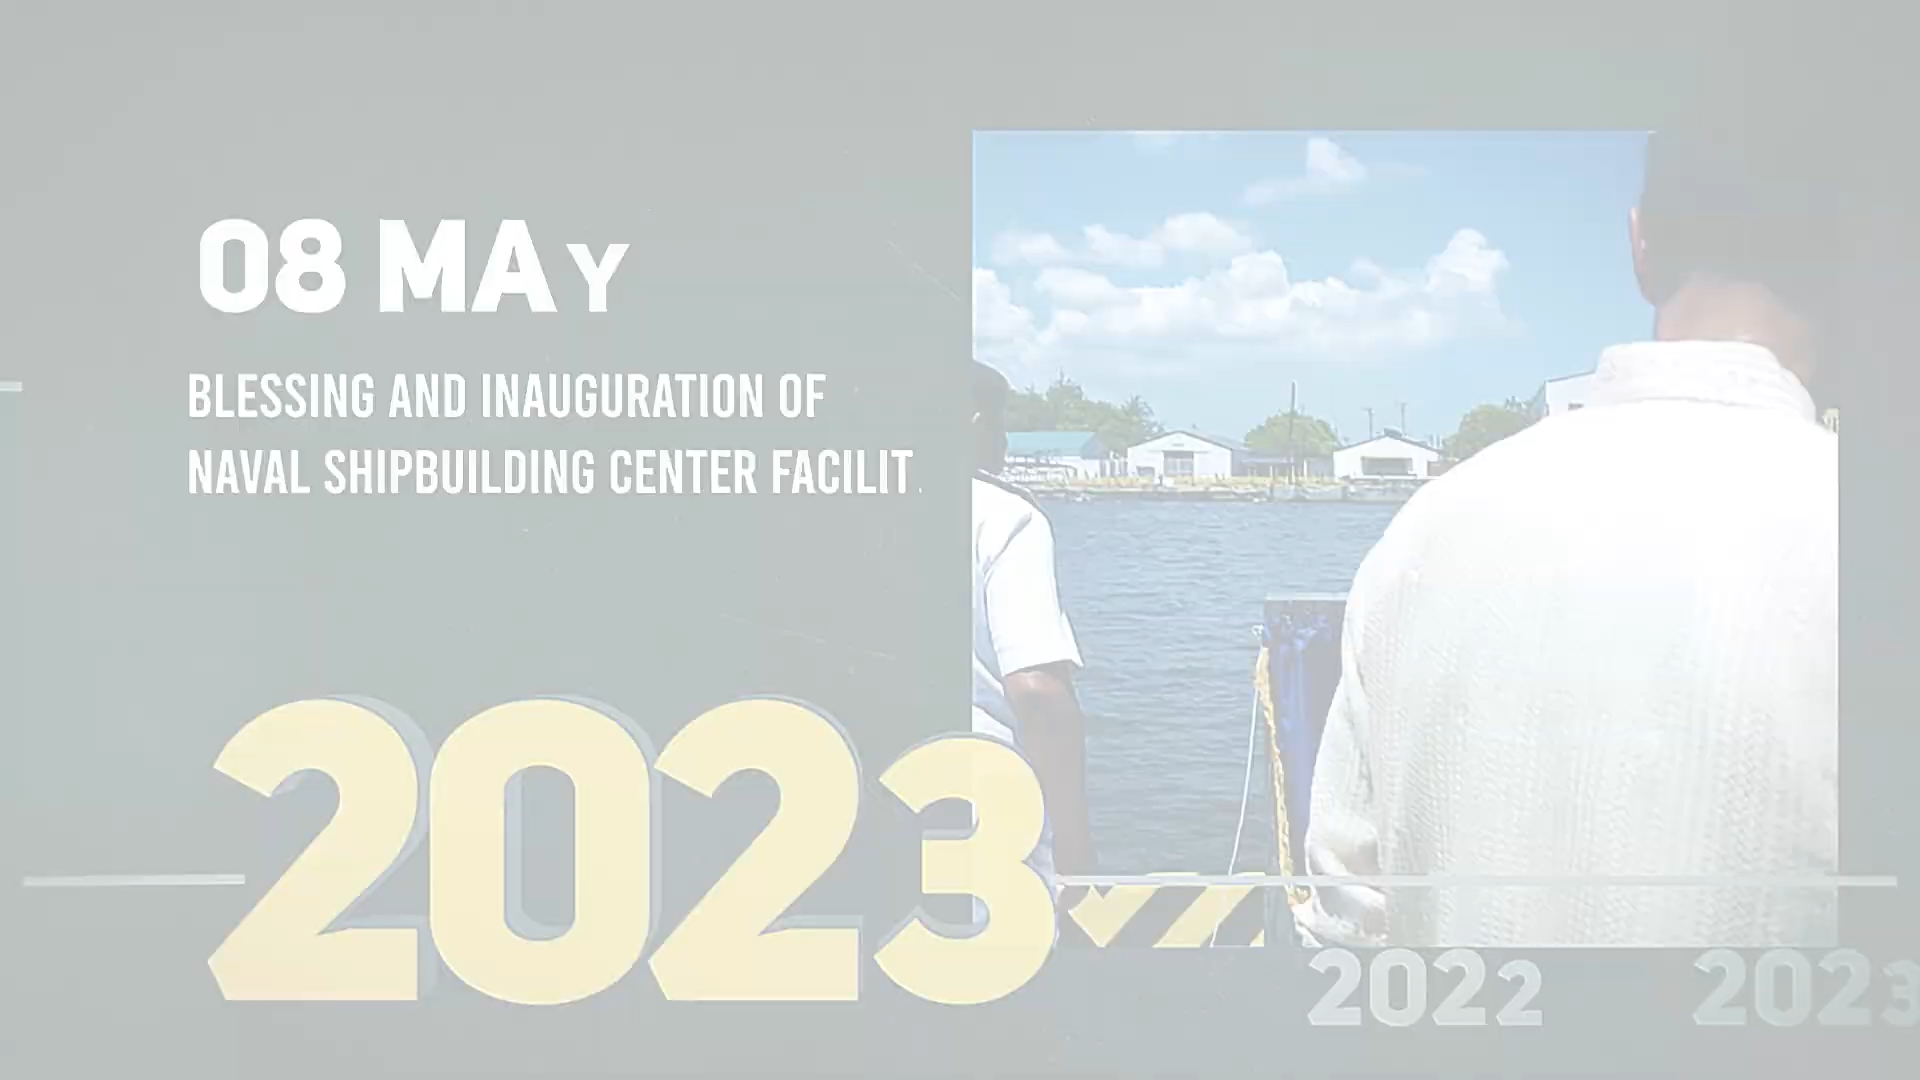 08 MAY
BLESSING AND INAUGURATION OF
NAVAL SHIPBUILDING CENTER FACILIT
2023
2022
2023